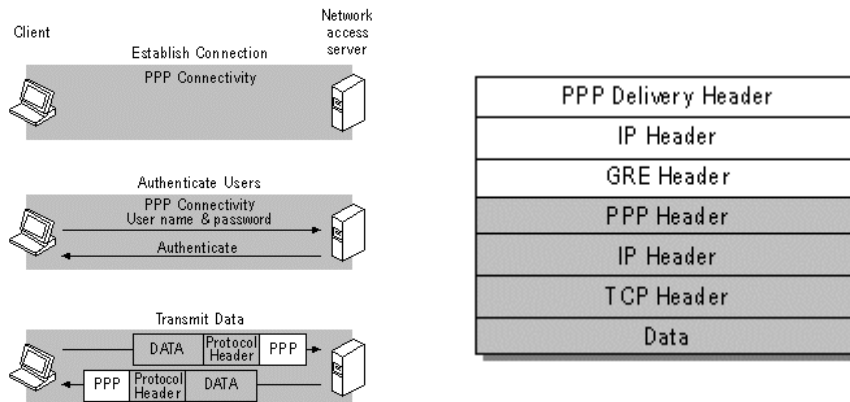 Client
Network
access
server
Establish Connection
PPP Connectivity
Authenticate Users
PPP Connectivity
User name & password
Authenticate
Transmit Data
DATA
Protocol
Header
PPP
PPP
Protocol
Header
DATA
PPP Delivery Header
IP Header
GRE Header
PPP Header
IP Header
TCP Header
Data